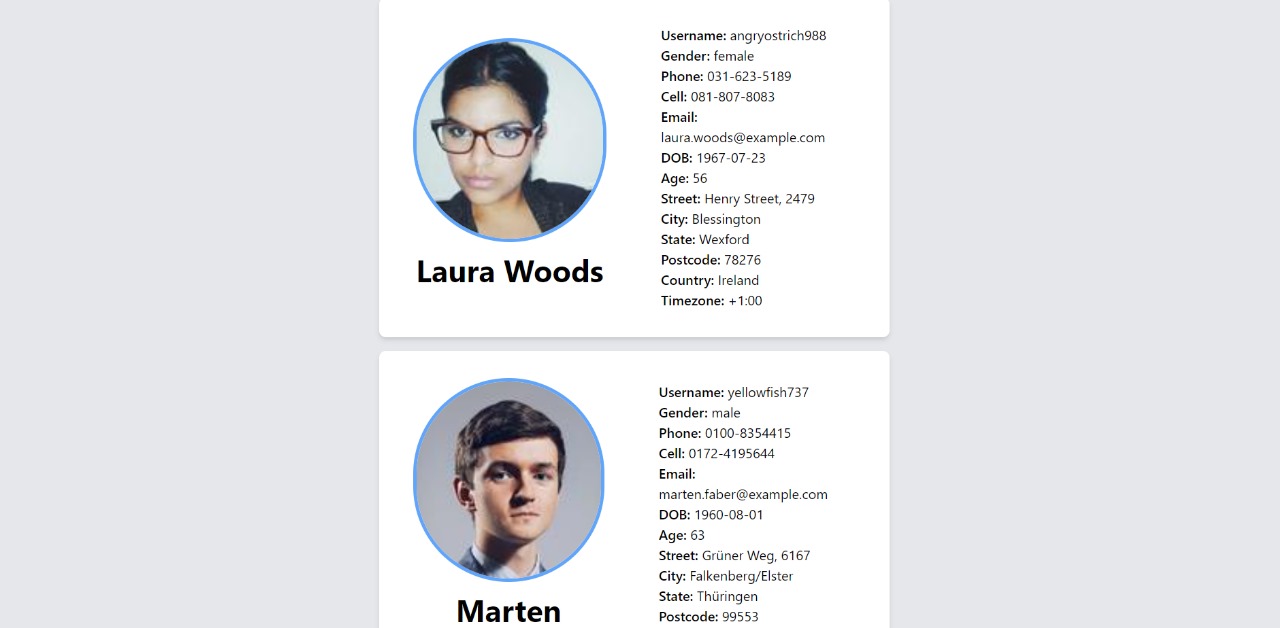 Username: angryostrich988
Gender: female
Phone: 031-623-5189
Cell: 081-807-8083
Email:
laura.woods@example.com
DOB: 1967-07-23
Age: 56
Street: Henry Street, 2479
City: Blessington
State: Wexford
Postcode: 78276
Country: Ireland
Timezone: +1:00
Laura Woods
Username: yellowfish737
Gender: male
Phone: 0100-8354415
Cell: 0172-4195644
Email:
marten.faber@example.com
DOB: 1960-08-01
Age: 63
Street: Grüner Weg, 6167
City: Falkenberg/Elster
State: Thüringen
Postcode: 99553
Marten